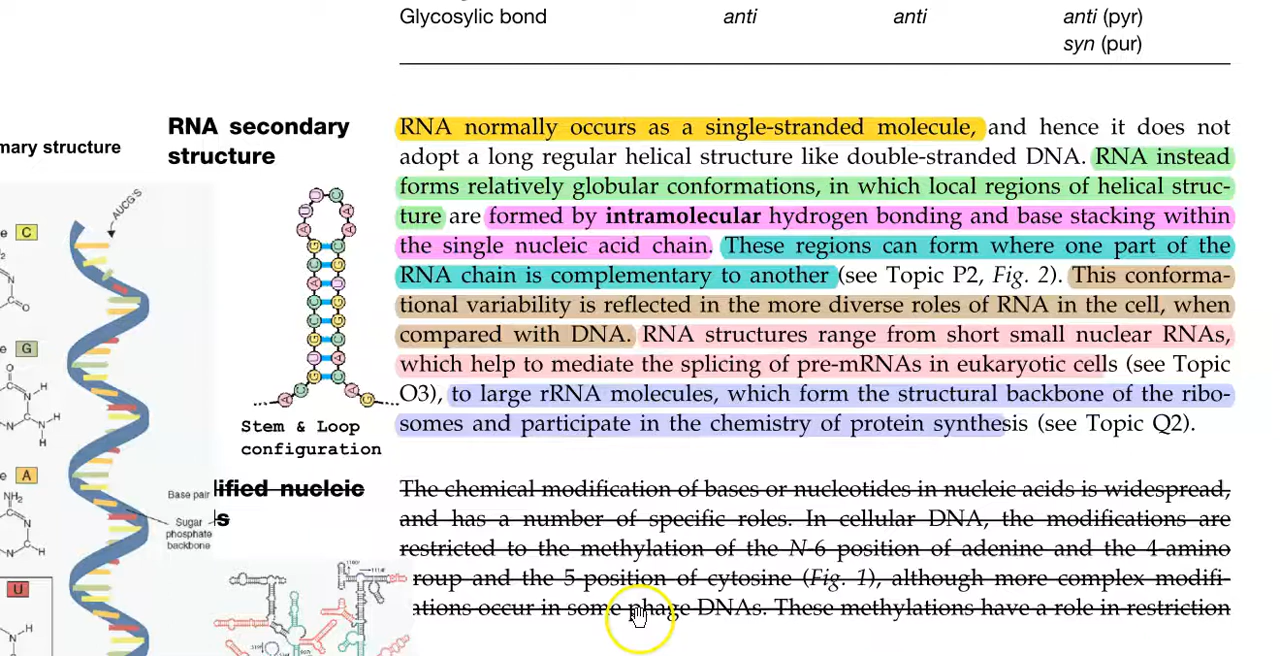 Glycosylic bond anti anti anti (pyr)
syn (pur)
RNA secondary
structure
RNA normally occurs as a single-stranded molecule, and hence it does not
adopt a long regular helical structure like double-stranded DNA. RNA instead
forms relatively globular conformations, in which local regions of helical struc-
ture are formed by intramolecular hydrogen bonding and base stacking within
the single nucleic acid chain. These regions can form where one part of the
RNA chain is complementary to another (see Topic P2, Fig. 2). This conforma-
tional variability is reflected in the more diverse roles of RNA in the cell, when
compared with DNA. RNA structures range from short small nuclear RNAs,
which help to mediate the splicing of pre-mRNAs in eukaryotic cells (see Topic
O3), to large rRNA molecules, which form the structural backbone of the ribo-
somes and participate in the chemistry of protein synthesis (see Topic Q2).
mary structure
AUCG'S
e C
e G
e A
U
NH₂
N
O
H
Base pair
Sugar
phosphate
backbone
Stem & Loop
configuration
ified nucleic
s
The chemical modification of bases or nucleotides in nucleic acids is widespread,
and has a number of specific roles. In cellular DNA, the modifications are
restricted to the methylation of the N-6 position of adenine and the 4-amino
roup and the 5-position of cytosine (Fig. 1), although more complex modifi-
ations occur in some phage DNAs. These methylations have a role in restriction